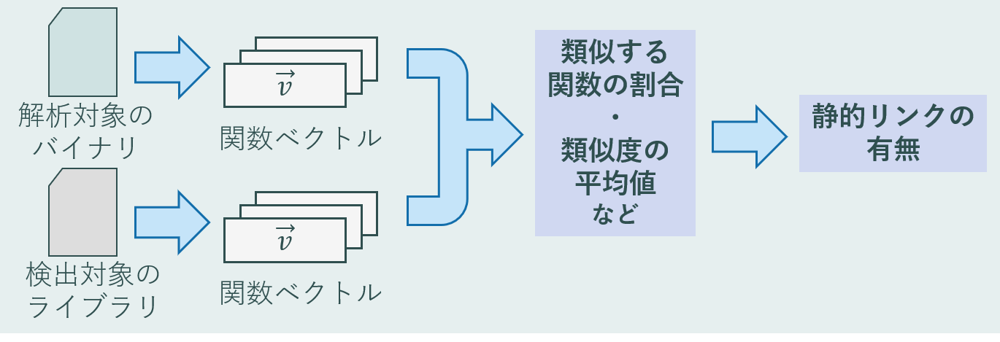 解析対象の
バイナリ
v→
関数ベクトル
検出対象の
ライブラリ
v→
関数ベクトル
類似する
関数の割合
・
類似度の
平均値
など
静的リンクの
有無